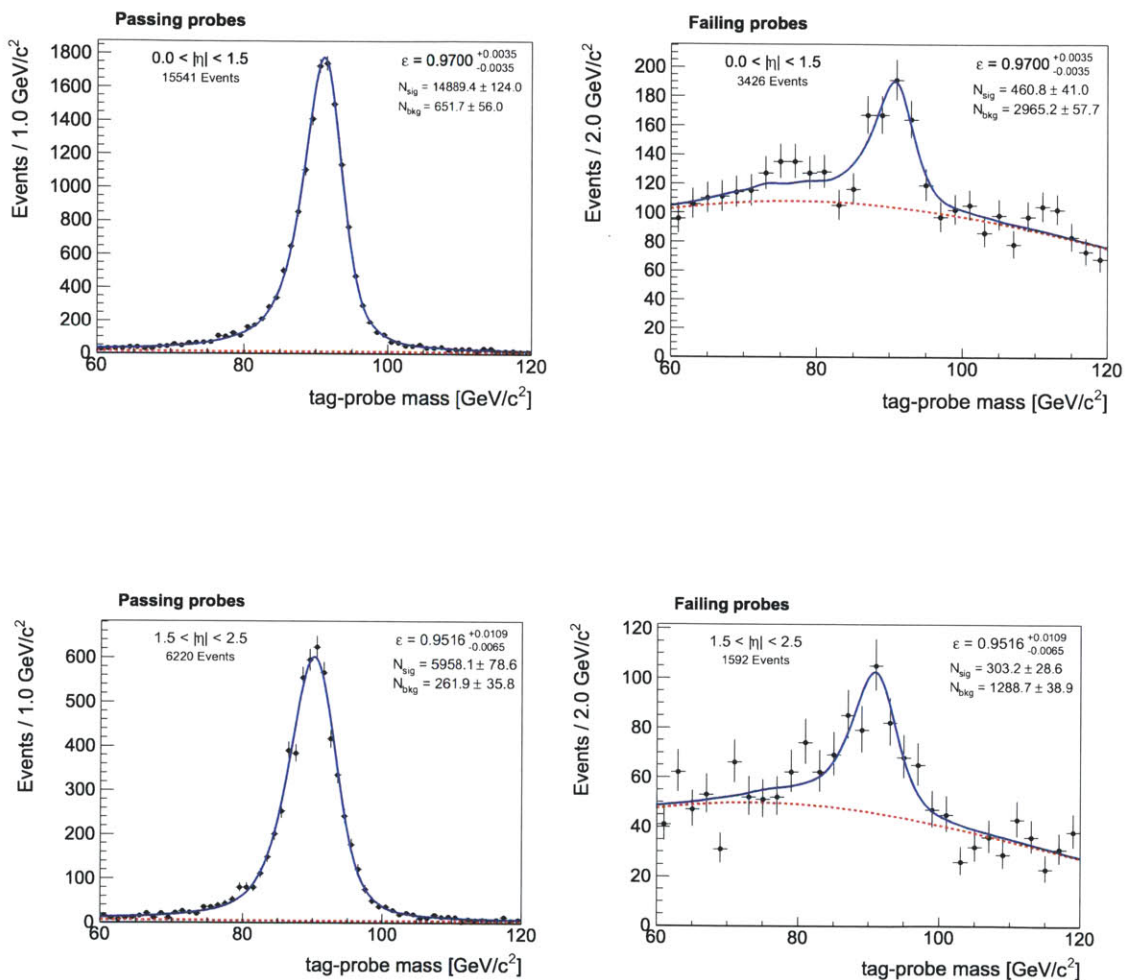 Passing probes
0.0 < |η| < 1.5
15541 Events
ε = 0.9700 +0.0035 -0.0035
N_sig = 14889.4 ± 124.0
N_bkg = 651.7 ± 56.0
Events / 1.0 GeV/c²
1800
1600
1400
1200
1000
800
600
400
200
0
60 80 100 120
tag-probe mass [GeV/c²]
Failing probes
0.0 < |η| < 1.5
3426 Events
ε = 0.9700 +0.0035 -0.0035
N_sig = 460.8 ± 41.0
N_bkg = 2965.2 ± 57.7
Events / 2.0 GeV/c²
200
180
160
140
120
100
80
60
40
20
0
60 80 100 120
tag-probe mass [GeV/c²]
Passing probes
1.5 < |η| < 2.5
6220 Events
ε = 0.9516 +0.0109 -0.0065
N_sig = 5958.1 ± 78.6
N_bkg = 261.9 ± 35.8
Events / 1.0 GeV/c²
600
500
400
300
200
100
0
60 80 100 120
tag-probe mass [GeV/c²]
Failing probes
1.5 < |η| < 2.5
1592 Events
ε = 0.9516 +0.0109 -0.0065
N_sig = 303.2 ± 28.6
N_bkg = 1288.7 ± 38.9
Events / 2.0 GeV/c²
120
100
80
60
40
20
0
60 80 100 120
tag-probe mass [GeV/c²]